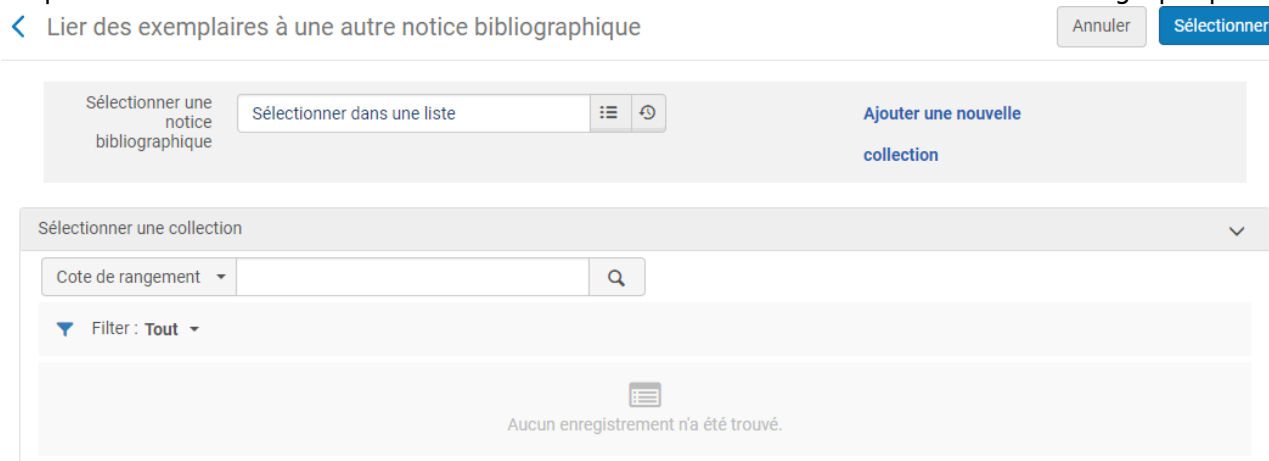 Lier des exemplaires à une autre notice bibliographique
Annuler
Sélectionner
Sélectionner une
notice
bibliographique
Sélectionner dans une liste
Ajouter une nouvelle
collection
Sélectionner une collection
Cote de rangement
Filter : Tout
Aucun enregistrement n'a été trouvé.